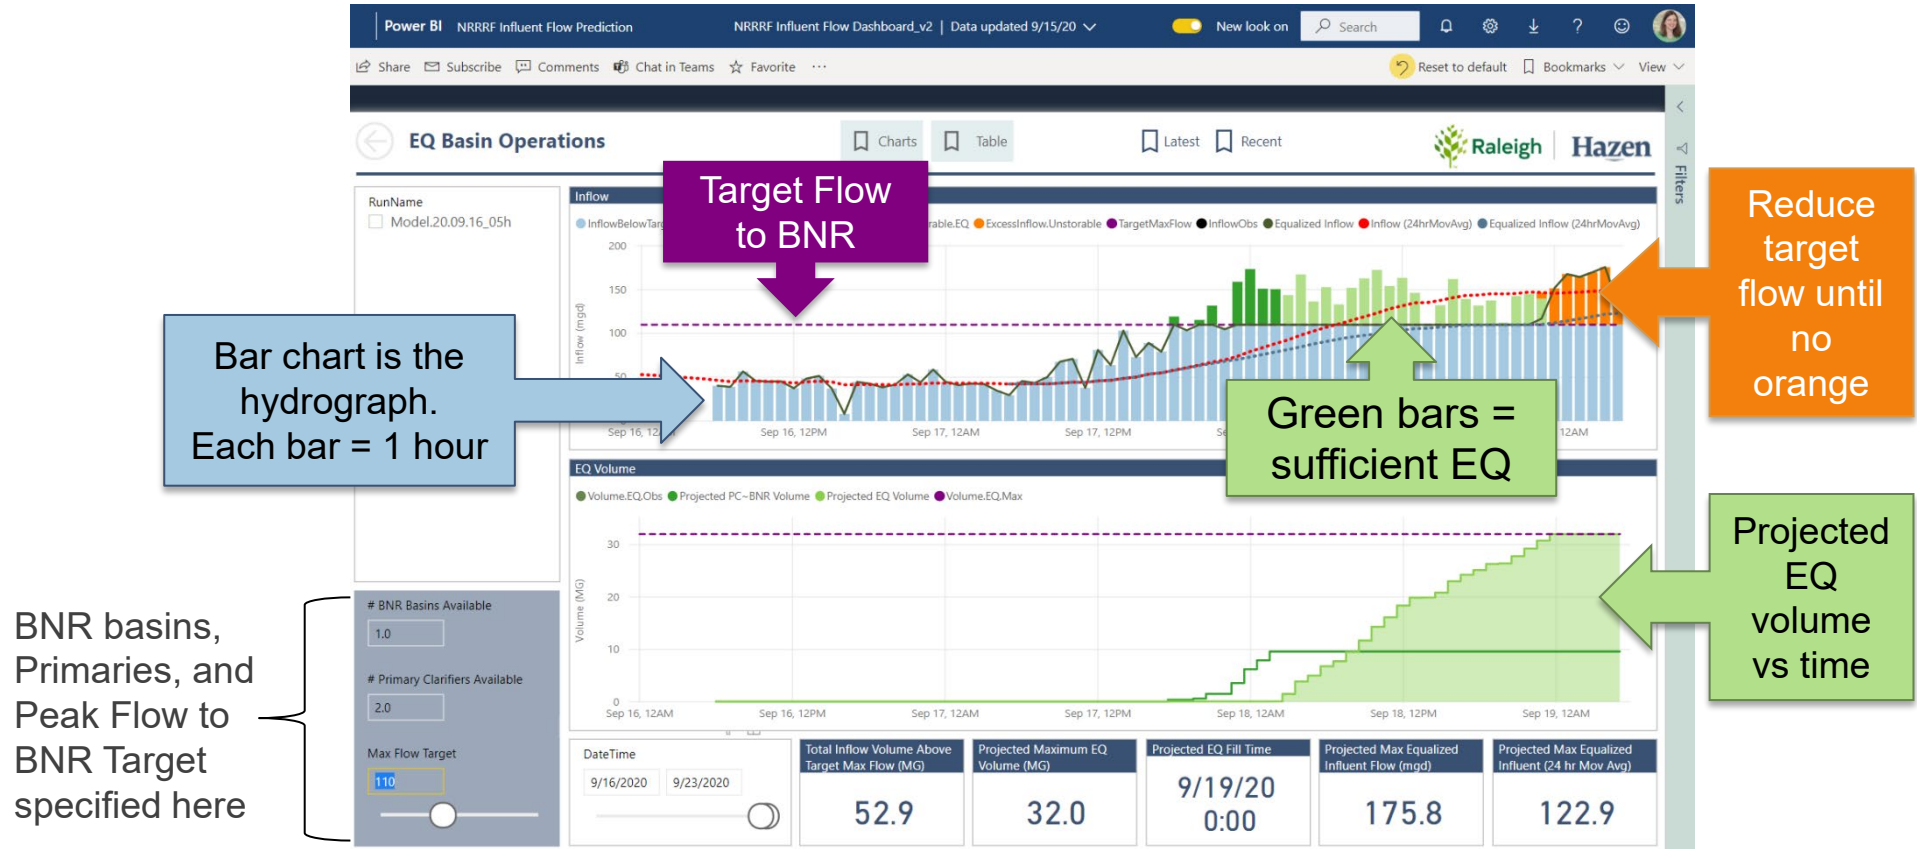 Power BI NRRRF Influent Flow Prediction
NRRRF Influent Flow Dashboard_v2 | Data updated 9/15/20
New look on
Search
?
Share Subscribe Comments Chat in Teams Favorite ...
Reset to default Bookmarks View
EQ Basin Operations
Charts Table
Latest Recent
Raleigh Hazen
Filters
RunName
Model.20.09.16_05h
Inflow
InflowBelowTarg
rable.EQ ExcessInflow.Unstorable TargetMaxFlow InflowObs Equalized Inflow Inflow (24hrMovAvg) Equalized Inflow (24hrMovAvg)
200
150
100
50
Inflow (mgd)
Sep 16, 12AM Sep 16, 12PM Sep 17, 12AM Sep 17, 12PM Se 12AM
Target Flow
to BNR
Bar chart is the
hydrograph.
Each bar = 1 hour
Green bars =
sufficient EQ
Reduce
target
flow until
no
orange
EQ Volume
Volume.EQ.Obs Projected PC~BNR Volume Projected EQ Volume Volume.EQ.Max
30
20
10
0
Volume (MG)
Sep 16, 12AM Sep 16, 12PM Sep 17, 12AM Sep 17, 12PM Sep 18, 12AM Sep 18, 12PM Sep 19, 12AM
Projected
EQ
volume
vs time
BNR basins,
Primaries, and
Peak Flow to
BNR Target
specified here
# BNR Basins Available
1.0
# Primary Clarifiers Available
2.0
Max Flow Target
110
DateTime
9/16/2020 9/23/2020
Total Inflow Volume Above
Target Max Flow (MG)
52.9
Projected Maximum EQ
Volume (MG)
32.0
Projected EQ Fill Time
9/19/20
0:00
Projected Max Equalized
Influent Flow (mgd)
175.8
Projected Max Equalized
Influent (24 hr Mov Avg)
122.9